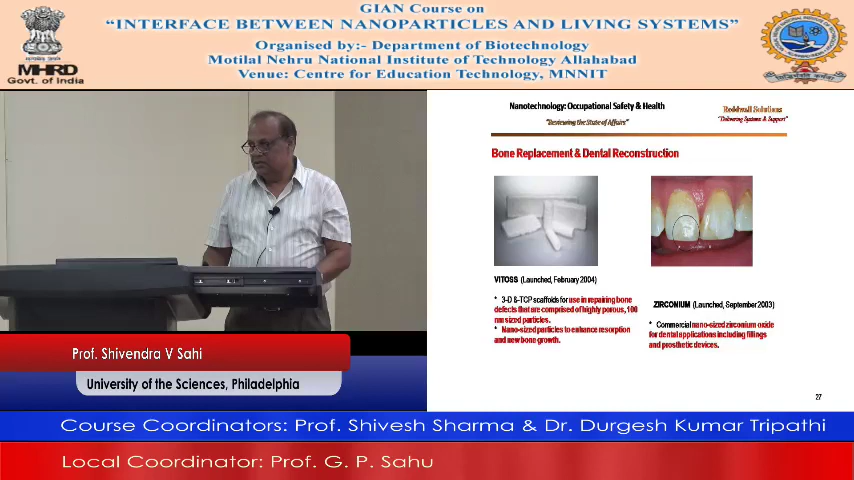 GIAN Course on
“INTERFACE BETWEEN NANOPARTICLES AND LIVING SYSTEMS”
Organised by:- Department of Biotechnology
Motilal Nehru National Institute of Technology Allahabad
Venue: Centre for Education Technology, MNNIT
MHRD
Govt. of India
Nanotechnology: Occupational Safety & Health
"Reviewing the State of Affairs"
Reddwall Solutions
"Delivering Systems & Support"
Bone Replacement & Dental Reconstruction
VITOSS (Launched, February 2004)
* 3-D &-TCP scaffolds for use in repairing bone
defects that are comprised of highly porous, 100
nm sized particles.
* Nano-sized particles to enhance resorption
and new bone growth.
ZIRCONIUM (Launched, September 2003)
* Commercial nano-sized zirconium oxide
for dental applications including fillings
and prosthetic devices.
27
Prof. Shivendra V Sahi
University of the Sciences, Philadelphia
Course Coordinators: Prof. Shivesh Sharma & Dr. Durgesh Kumar Tripathi
Local Coordinator: Prof. G. P. Sahu